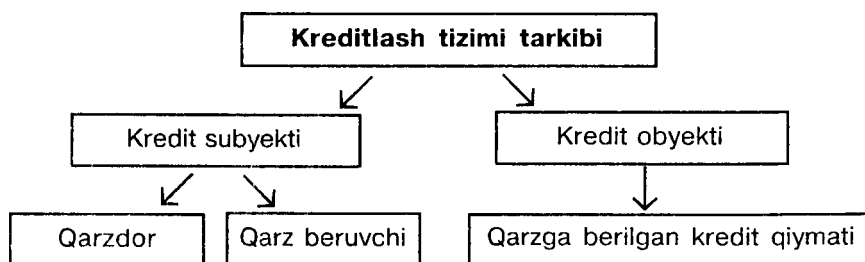 Kreditlash tizimi tarkibi
Kredit subyekti
Kredit obyekti
Qarzdor
Qarz beruvchi
Qarzga berilgan kredit qiymati